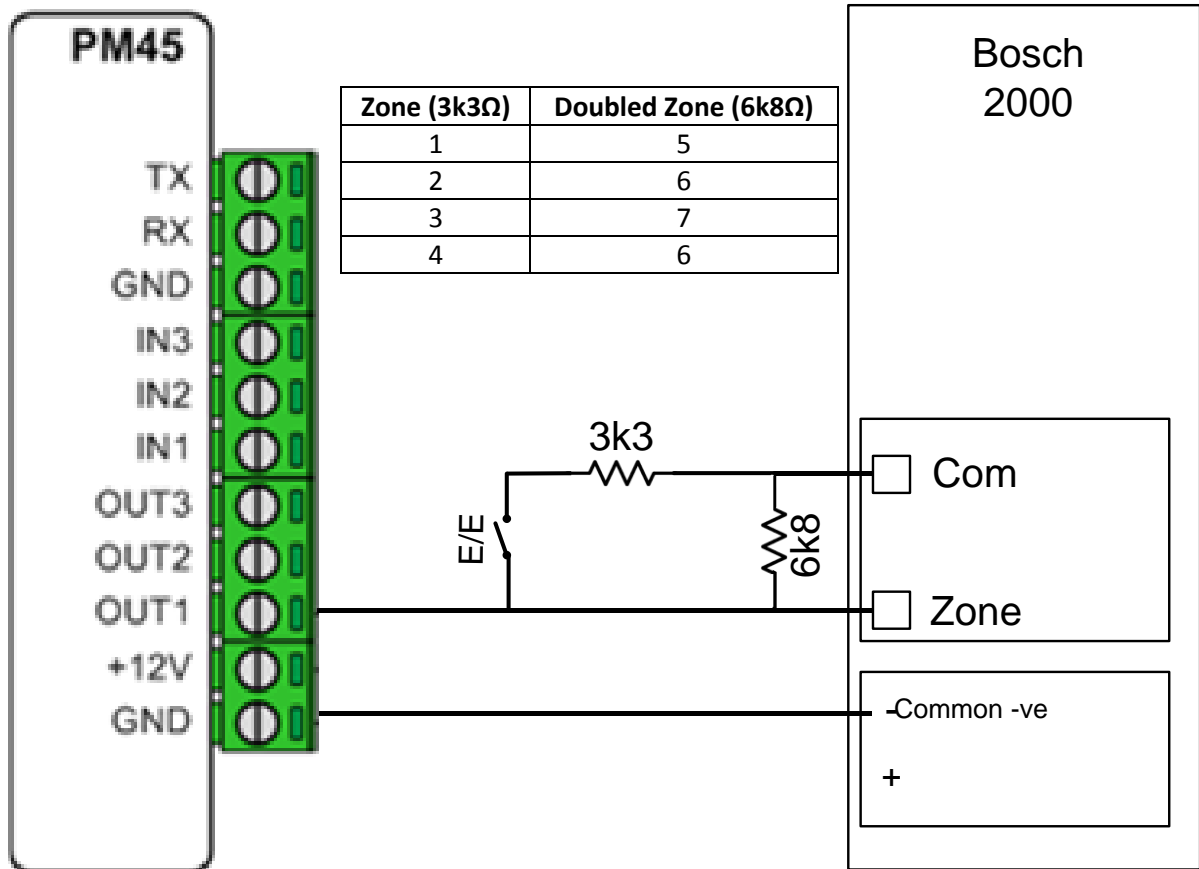 PM45
Bosch
2000
Zone (3k3Ω) Doubled Zone (6k8Ω)
1 5
2 6
3 7
4 6
TX
RX
GND
IN3
IN2
IN1
OUT3
OUT2
OUT1
+12V
GND
3k3
E/E
6k8
Com
Zone
-Common -ve
+